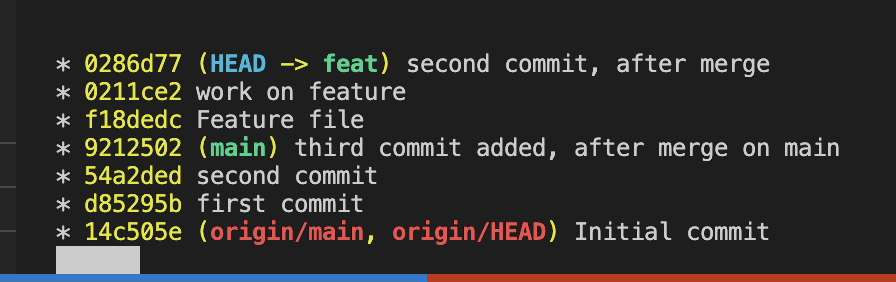 * 0286d77 (HEAD -> feat) second commit, after merge
* 0211ce2 work on feature
* f18dedc Feature file
* 9212502 (main) third commit added, after merge on main
* 54a2ded second commit
* d85295b first commit
* 14c505e (origin/main, origin/HEAD) Initial commit